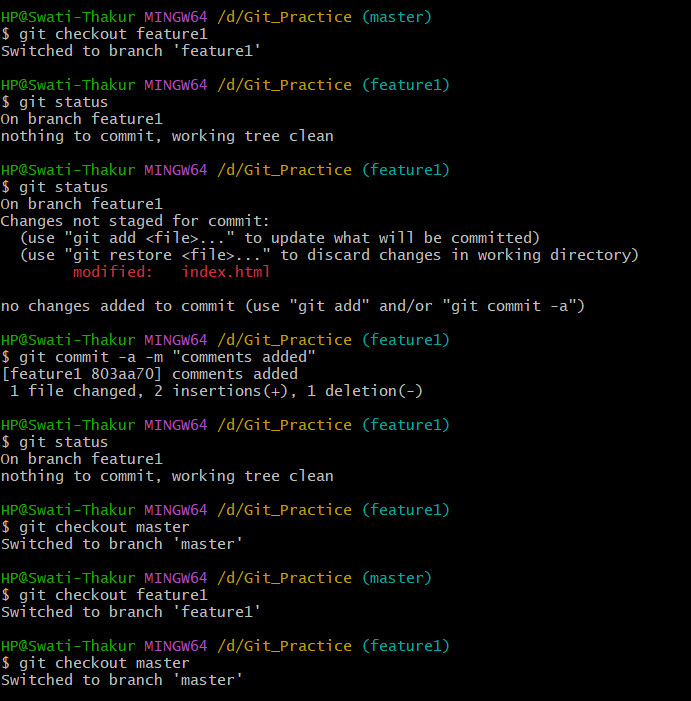 HP@Swati-Thakur MINGW64 /d/Git_Practice (master)
$ git checkout feature1
Switched to branch 'feature1'
HP@Swati-Thakur MINGW64 /d/Git_Practice (feature1)
$ git status
On branch feature1
nothing to commit, working tree clean
HP@Swati-Thakur MINGW64 /d/Git_Practice (feature1)
$ git status
On branch feature1
Changes not staged for commit:
  (use "git add <file>..." to update what will be committed)
  (use "git restore <file>..." to discard changes in working directory)
        modified:   index.html
no changes added to commit (use "git add" and/or "git commit -a")
HP@Swati-Thakur MINGW64 /d/Git_Practice (feature1)
$ git commit -a -m "comments added"
[feature1 803aa70] comments added
 1 file changed, 2 insertions(+), 1 deletion(-)
HP@Swati-Thakur MINGW64 /d/Git_Practice (feature1)
$ git status
On branch feature1
nothing to commit, working tree clean
HP@Swati-Thakur MINGW64 /d/Git_Practice (feature1)
$ git checkout master
Switched to branch 'master'
HP@Swati-Thakur MINGW64 /d/Git_Practice (master)
$ git checkout feature1
Switched to branch 'feature1'
HP@Swati-Thakur MINGW64 /d/Git_Practice (feature1)
$ git checkout master
Switched to branch 'master'